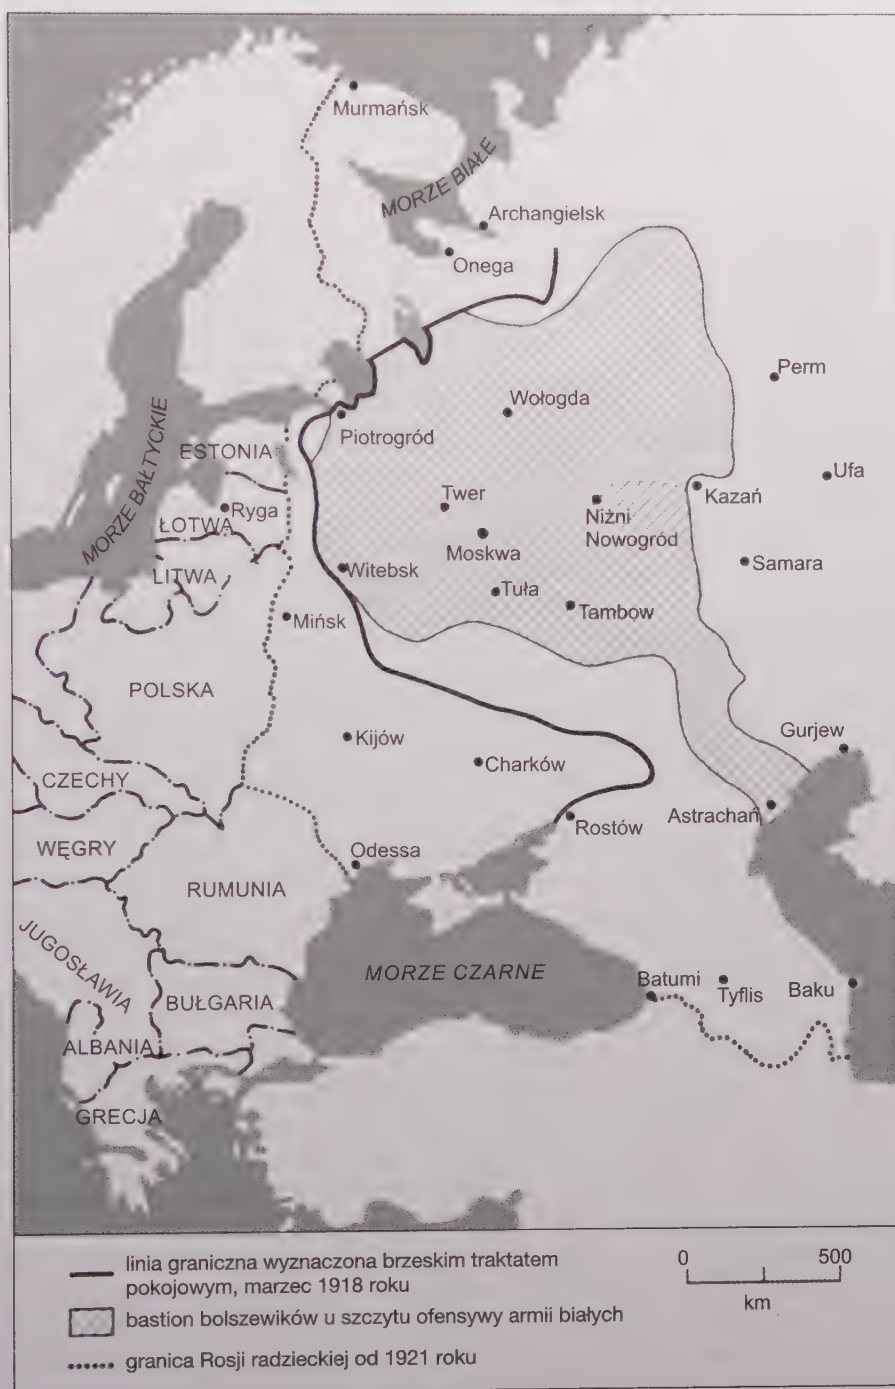 Murmańsk
MORZE BIAŁE
Archangielsk
Onega
Perm
Wołogda
Piotrogród
MORZE BAŁTYCKIE
ESTONIA
Ufa
Twer
Kazań
Ryga
Niżni
Nowogród
ŁOTWA
Moskwa
Samara
Witebsk
LITWA
Tuła
Tambow
Mińsk
POLSKA
Gurjew
Kijów
Charków
CZECHY
Astrachań
Rostów
WĘGRY
Odessa
RUMUNIA
JUGOSŁAWIA
MORZE CZARNE
Batumi
Tyflis
Baku
BUŁGARIA
ALBANIA
GRECJA
linia graniczna wyznaczona brzeskim traktatem
pokojowym, marzec 1918 roku
0 500
km
bastion bolszewików u szczytu ofensywy armii białych
granica Rosji radzieckiej od 1921 roku